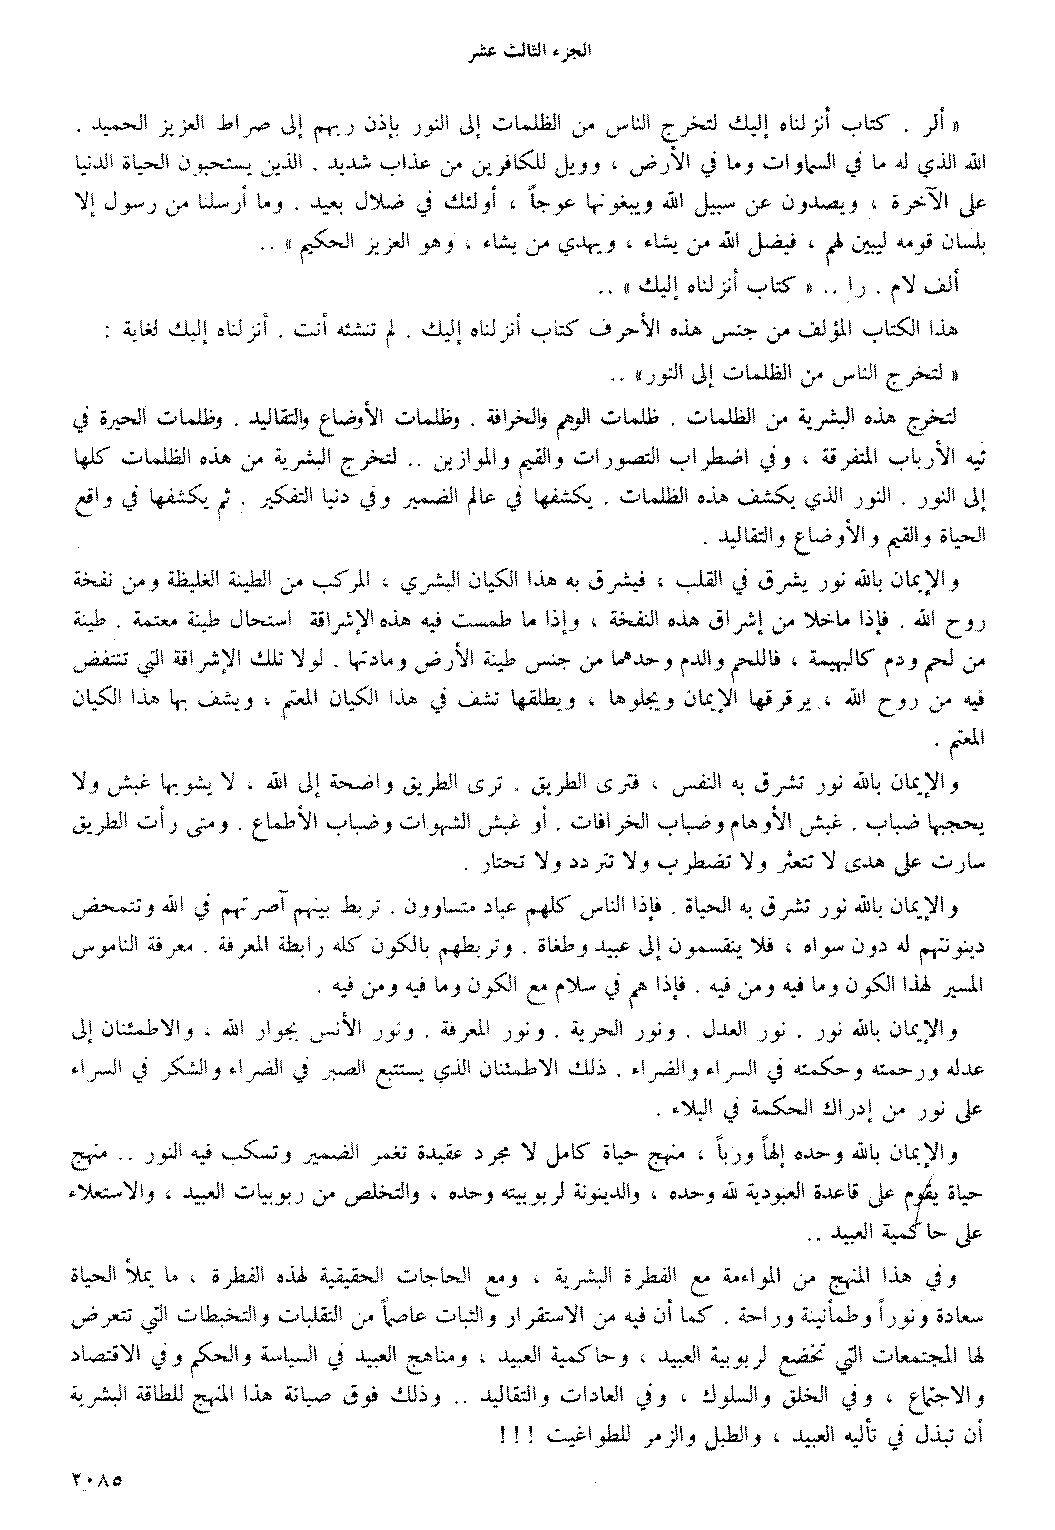 الجزء الثالث عشر
« ألر . كتاب أنزلناه إليك لتخرج الناس من الظلمات إلى النور بإذن ربهم إلى صراط العزيز الحميد .
الله الذي له ما في السماوات وما في الأرض ، وويل للكافرين من عذاب شديد . الذين يستحبون الحياة الدنيا
على الآخرة ، ويصدون عن سبيل الله ويبغونها عوجاً ، أولئك في ضلال بعيد . وما أرسلنا من رسول إلا
بلسان قومه ليبين لهم ، فيضل الله من يشاء ، ويهدي من يشاء ، وهو العزيز الحكيم » ..
ألف لام . را .. « كتاب أنزلناه إليك » ..
هذا الكتاب المؤلف من جنس هذه الأحرف كتاب أنزلناه إليك . لم تنشئه أنت . أنزلناه إليك لغاية :
« لتخرج الناس من الظلمات إلى النور» ..
لتخرج هذه البشرية من الظلمات . ظلمات الوهم والخرافة . وظلمات الأوضاع والتقاليد . وظلمات الحيرة في
تيه الأرباب المتفرقة ، وفي اضطراب التصورات والقيم والموازين .. لتخرج البشرية من هذه الظلمات كلها
إلى النور . النور الذي يكشف هذه الظلمات . يكشفها في عالم الضمير وفي دنيا التفكير . ثم يكشفها في واقع
الحياة والقيم والأوضاع والتقاليد .
والإيمان بالله نور يشرق في القلب ، فيشرق به هذا الكيان البشري ، المركب من الطينة الغليظة ومن نفخة
روح الله . فإذا ماخلا من إشراق هذه النفخة ، وإذا ما طمست فيه هذه الإشراقة استحال طينة معتمة . طينة
من لحم ودم كالبهيمة ، فاللحم والدم وحدهما من جنس طينة الأرض ومادتها . لولا تلك الإشراقة التي تنتفض
فيه من روح الله ، يرقرقها الإيمان ويجلوها ، ويطلقها تشف في هذا الكيان المعتم ، ويشف بها هذا الكيان
المعتم .
والإيمان بالله نور تشرق به النفس ، فترى الطريق . ترى الطريق واضحة إلى الله ، لا يشوبها غبش ولا
يحجبها ضباب . غبش الأوهام وضباب الخرافات . أو غبش الشهوات وضباب الأطماع . ومتى رأت الطريق
سارت على هدى لا تتعثر ولا تضطرب ولا تتردد ولا تحتار .
والإيمان بالله نور تشرق به الحياة . فإذا الناس كلهم عباد متساوون . تربط بينهم آصرتهم في الله وتتمحض
دينونتهم له دون سواه ، فلا ينقسمون إلى عبيد وطغاة . وتربطهم بالكون كله رابطة المعرفة . معرفة الناموس
المسير لهذا الكون وما فيه ومن فيه . فإذا هم في سلام مع الكون وما فيه ومن فيه .
والإيمان بالله نور . نور العدل . ونور الحرية . ونور المعرفة . ونور الأنس بجوار الله ، والاطمئنان إلى
عدله ورحمته وحكمته في السراء والضراء . ذلك الاطمئنان الذي يستتبع الصبر في الضراء والشكر في السراء
على نور من إدراك الحكمة في البلاء .
والإيمان بالله وحده إلهاً ورباً ، منهج حياة كامل لا مجرد عقيدة تغمر الضمير وتسكب فيه النور .. منهج
حياة يقوم على قاعدة العبودية لله وحده ، والدينونة لربوبيته وحده ، والتخلص من ربوبيات العبيد ، والاستعلاء
على حاكمية العبيد ..
وفي هذا المنهج من المواءمة مع الفطرة البشرية ، ومع الحاجات الحقيقية لهذه الفطرة ، ما يملأ الحياة
سعادة ونوراً وطمأنينة وراحة . كما أن فيه من الاستقرار والثبات عاصماً من التقلبات والتخبطات التي تتعرض
لها المجتمعات التي تخضع لربوبية العبيد ، وحاكمية العبيد ، ومناهج العبيد في السياسة والحكم وفي الاقتصاد
والاجتماع ، وفي الخلق والسلوك ، وفي العادات والتقاليد .. وذلك فوق صيانة هذا المنهج للطاقة البشرية
أن تبذل في تأليه العبيد ، والطبل والزمر للطواغيت !!!
٢٠٨٥